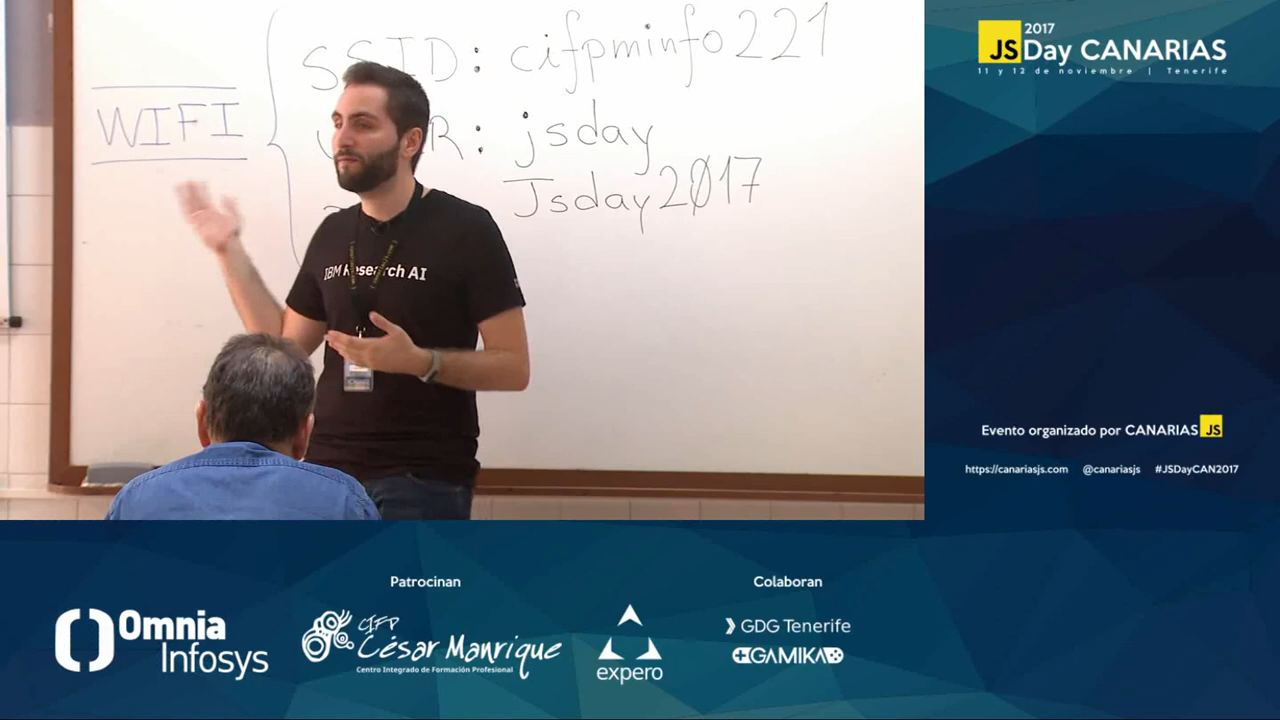 WIFI
SSID: cifpminfo221
R: jsday
Jsday2017
IBM Research AI
2017
JSDay CANARIAS
11 y 12 de noviembre | Tenerife
Evento organizado por CANARIAS JS
https://canariasjs.com @canariasjs #JSDayCAN2017
Patrocinan
Colaboran
Omnia
Infosys
CIFP
César Manrique
Centro Integrado de Formación Profesional
expero
GDG Tenerife
GAMIKA